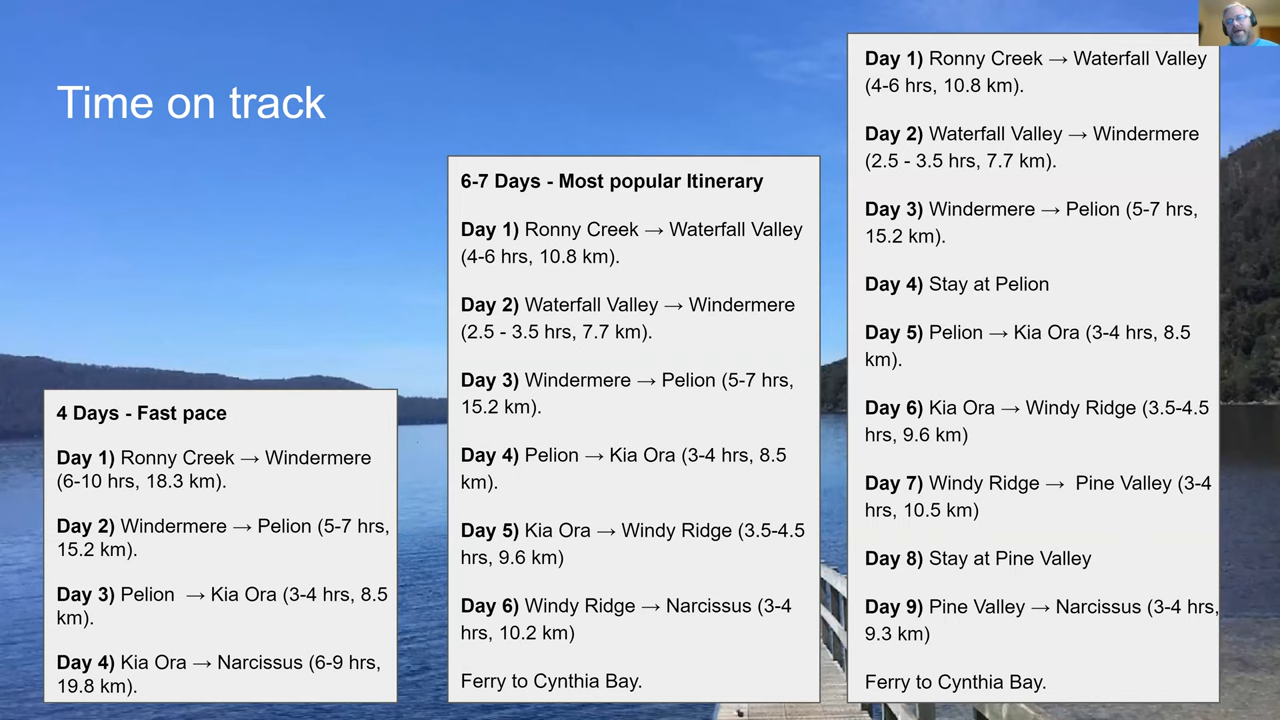 Time on track
4 Days - Fast pace
Day 1) Ronny Creek → Windermere
(6-10 hrs, 18.3 km).
Day 2) Windermere → Pelion (5-7 hrs,
15.2 km).
Day 3) Pelion → Kia Ora (3-4 hrs, 8.5
km).
Day 4) Kia Ora → Narcissus (6-9 hrs,
19.8 km).
6-7 Days - Most popular Itinerary
Day 1) Ronny Creek → Waterfall Valley
(4-6 hrs, 10.8 km).
Day 2) Waterfall Valley → Windermere
(2.5 - 3.5 hrs, 7.7 km).
Day 3) Windermere → Pelion (5-7 hrs,
15.2 km).
Day 4) Pelion → Kia Ora (3-4 hrs, 8.5
km).
Day 5) Kia Ora → Windy Ridge (3.5-4.5
hrs, 9.6 km)
Day 6) Windy Ridge → Narcissus (3-4
hrs, 10.2 km)
Ferry to Cynthia Bay.
Day 1) Ronny Creek → Waterfall Valley
(4-6 hrs, 10.8 km).
Day 2) Waterfall Valley → Windermere
(2.5 - 3.5 hrs, 7.7 km).
Day 3) Windermere → Pelion (5-7 hrs,
15.2 km).
Day 4) Stay at Pelion
Day 5) Pelion → Kia Ora (3-4 hrs, 8.5
km).
Day 6) Kia Ora → Windy Ridge (3.5-4.5
hrs, 9.6 km)
Day 7) Windy Ridge → Pine Valley (3-4
hrs, 10.5 km)
Day 8) Stay at Pine Valley
Day 9) Pine Valley → Narcissus (3-4 hrs,
9.3 km)
Ferry to Cynthia Bay.